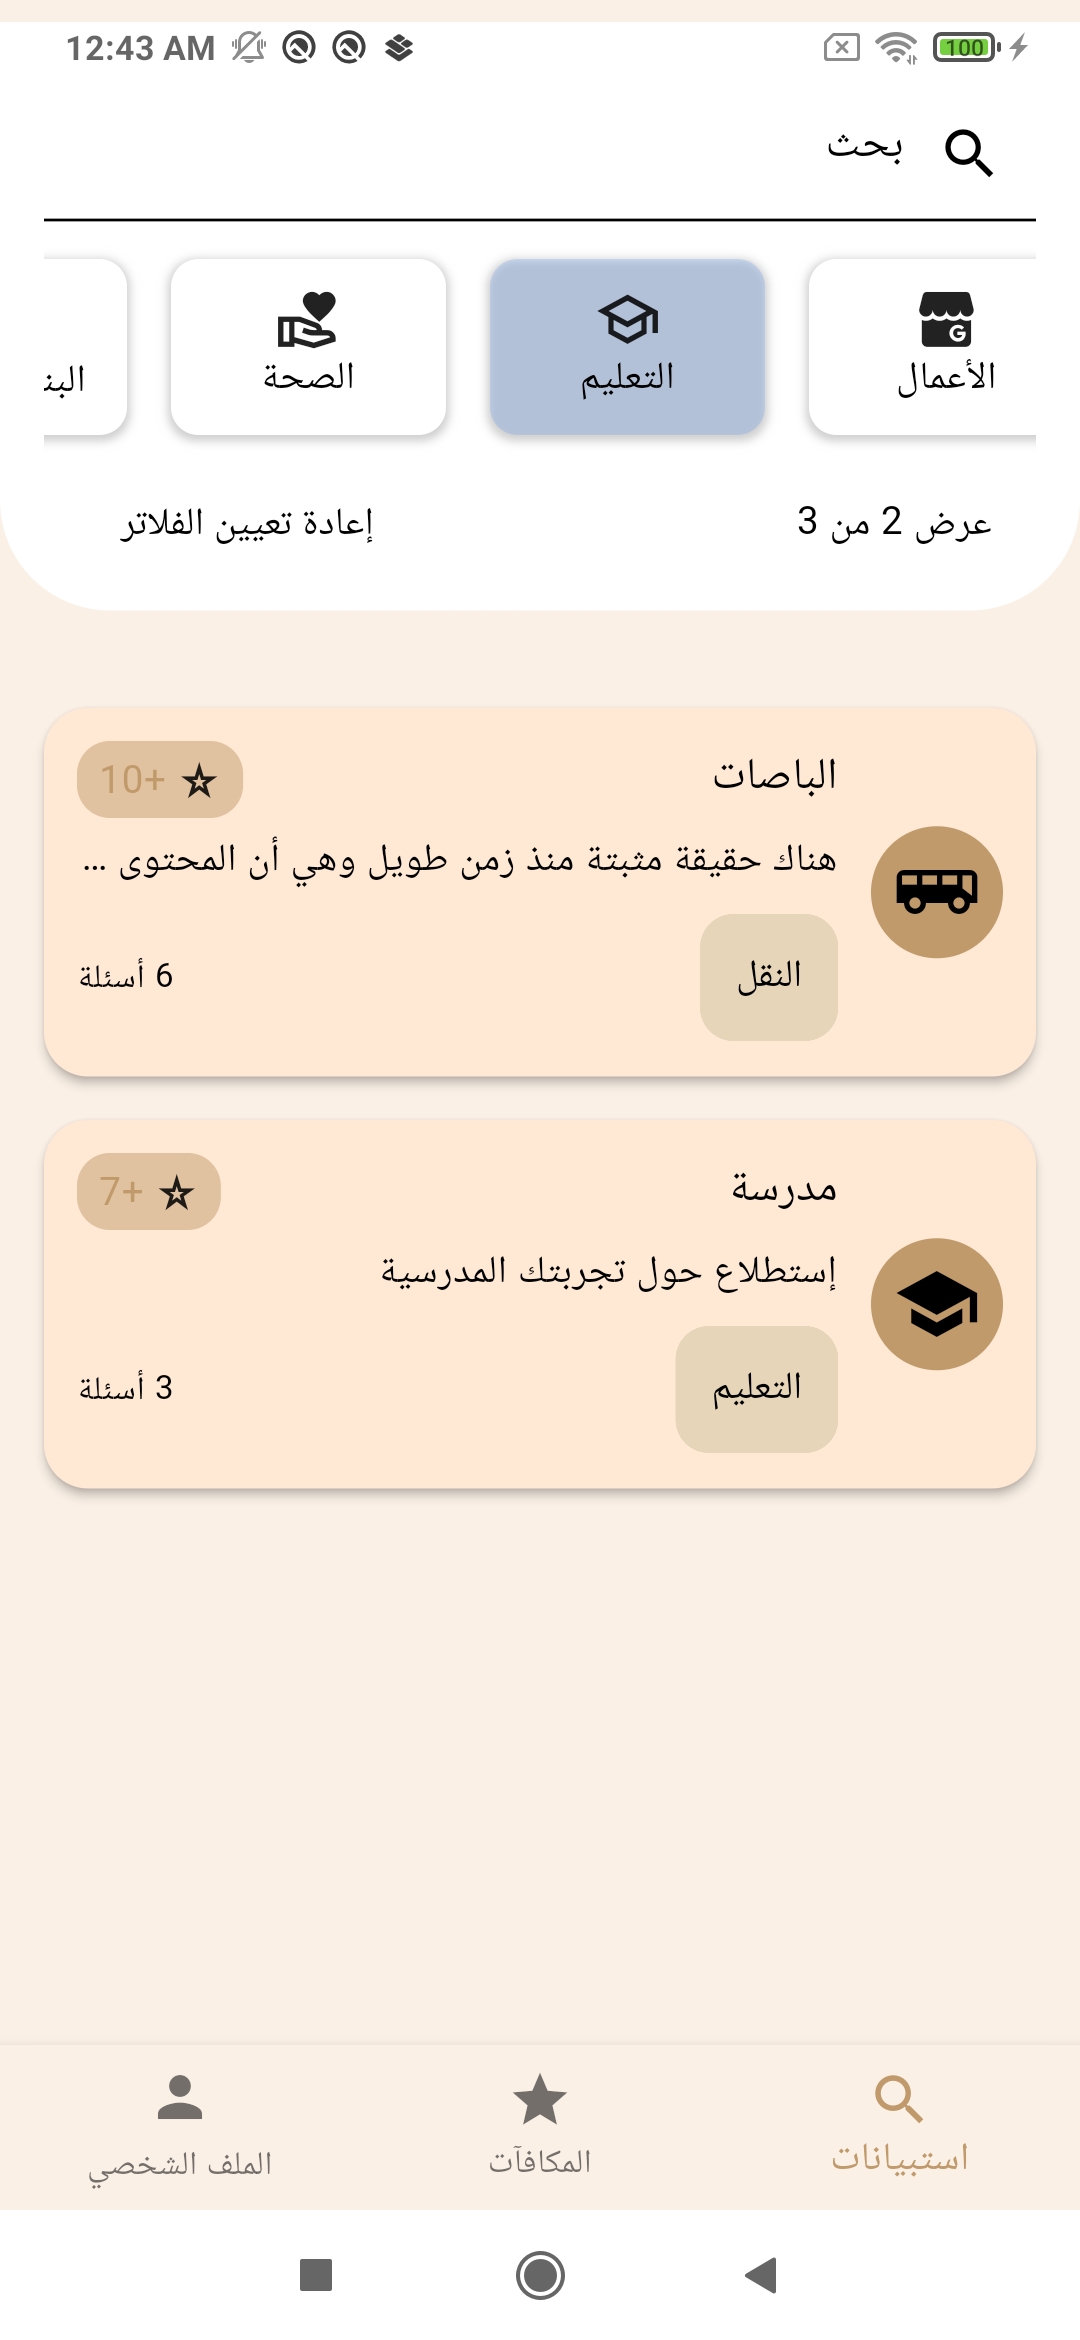 12:43 AM
100
بحث
الأعمال
التعليم
الصحة
عرض 2 من 3
إعادة تعيين الفلاتر
الباصات
10+
هناك حقيقة مثبتة منذ زمن طويل وهي أن المحتوى ...
النقل
6 أسئلة
مدرسة
7+
إستطلاع حول تجربتك المدرسية
التعليم
3 أسئلة
استبيانات
المكافآت
الملف الشخصي